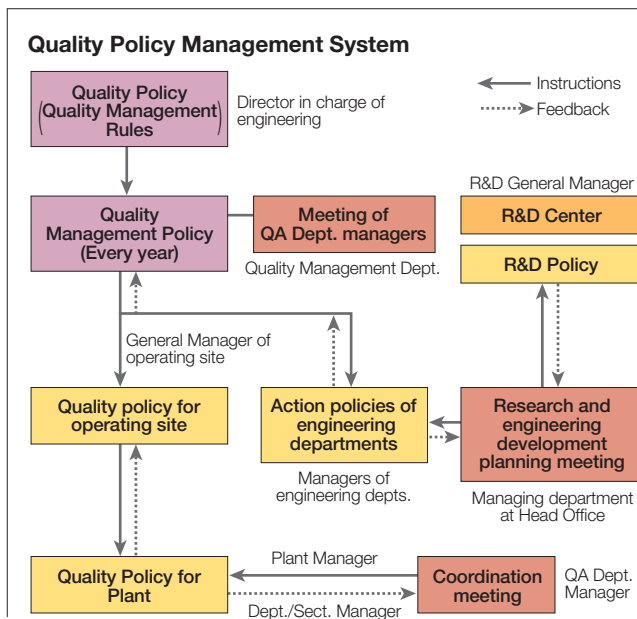 Quality Policy Management System
Quality Policy
(Quality Management
Rules)
Director in charge of
engineering
Instructions
Feedback
R&D General Manager
R&D Center
R&D Policy
Quality
Management Policy
(Every year)
Meeting of
QA Dept. managers
Quality Management Dept.
General Manager of
operating site
Quality policy for
operating site
Action policies of
engineering
departments
Managers of
engineering depts.
Research and
engineering
development
planning meeting
Managing department
at Head Office
Plant Manager
Quality Policy for
Plant
Dept./Sect. Manager
Coordination
meeting
QA Dept.
Manager